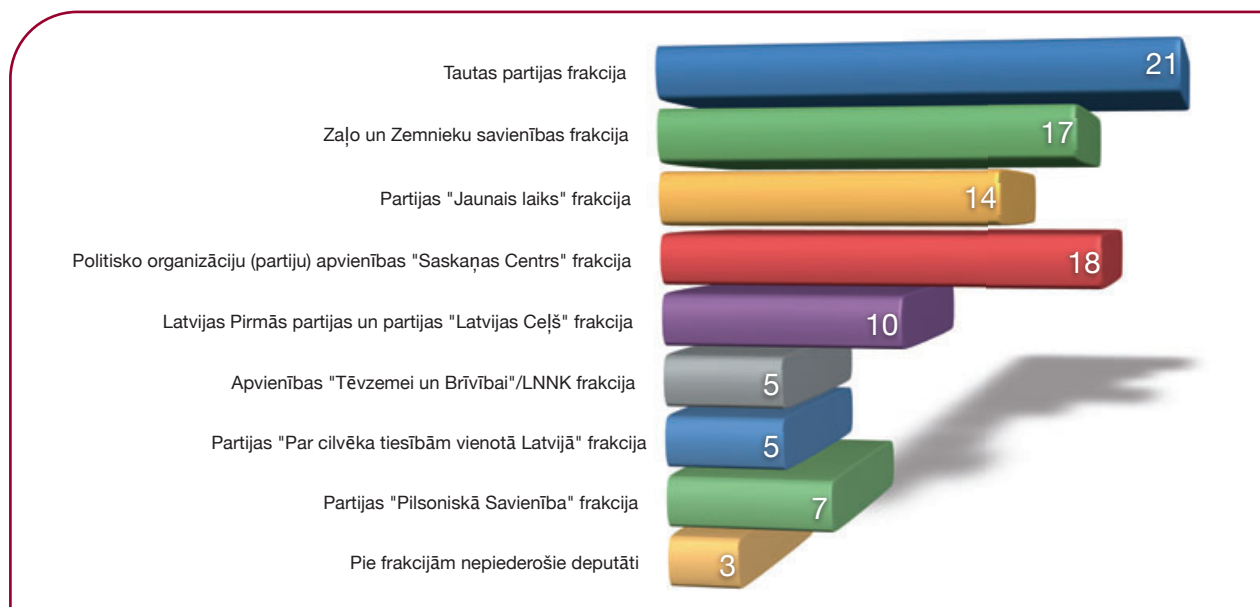 Tautas partijas frakcija 21
Zaļo un Zemnieku savienības frakcija 17
Partijas "Jaunais laiks" frakcija 14
Politisko organizāciju (partiju) apvienības "Saskaņas Centrs" frakcija 18
Latvijas Pirmās partijas un partijas "Latvijas Ceļš" frakcija 10
Apvienības "Tēvzemei un Brīvībai"/LNNK frakcija 5
Partijas "Par cilvēka tiesībām vienotā Latvijā" frakcija 5
Partijas "Pilsoniskā Savienība" frakcija 7
Pie frakcijām nepiederošie deputāti 3